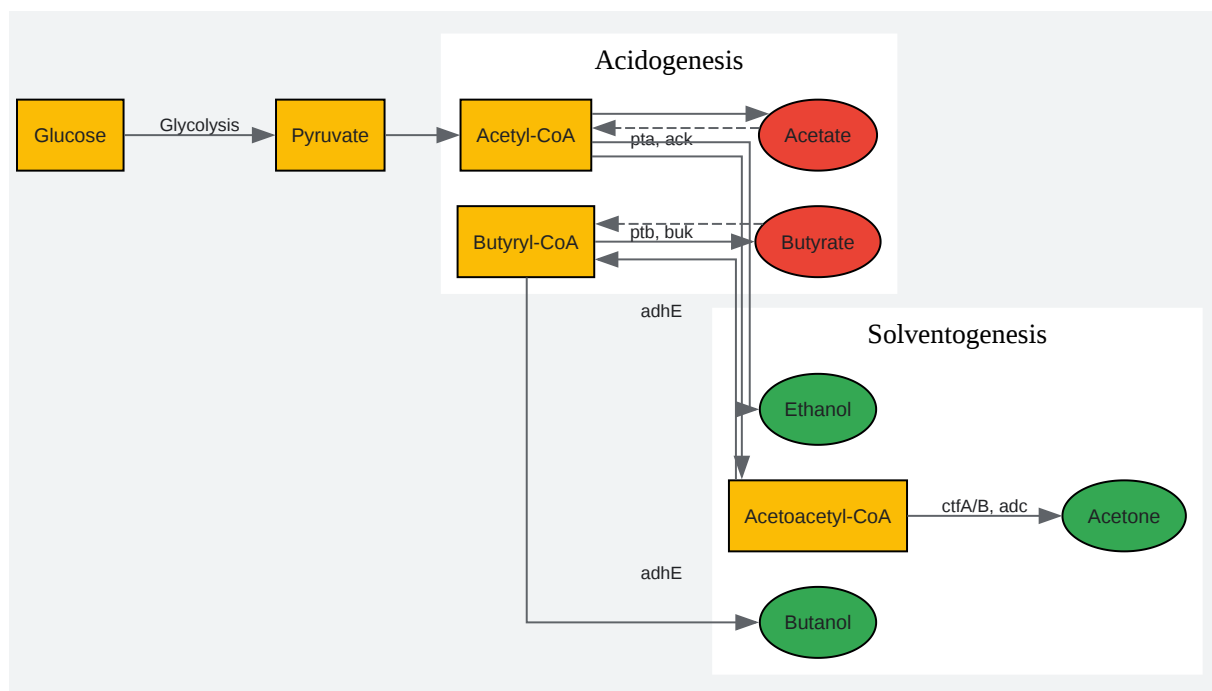 Acidogenesis
Glucose
Glycolysis
Pyruvate
Acetyl-CoA
pta, ack
Acetate
Butyryl-CoA
ptb, buk
Butyrate
adhE
Solventogenesis
Ethanol
Acetoacetyl-CoA
ctfA/B, adc
Acetone
adhE
Butanol